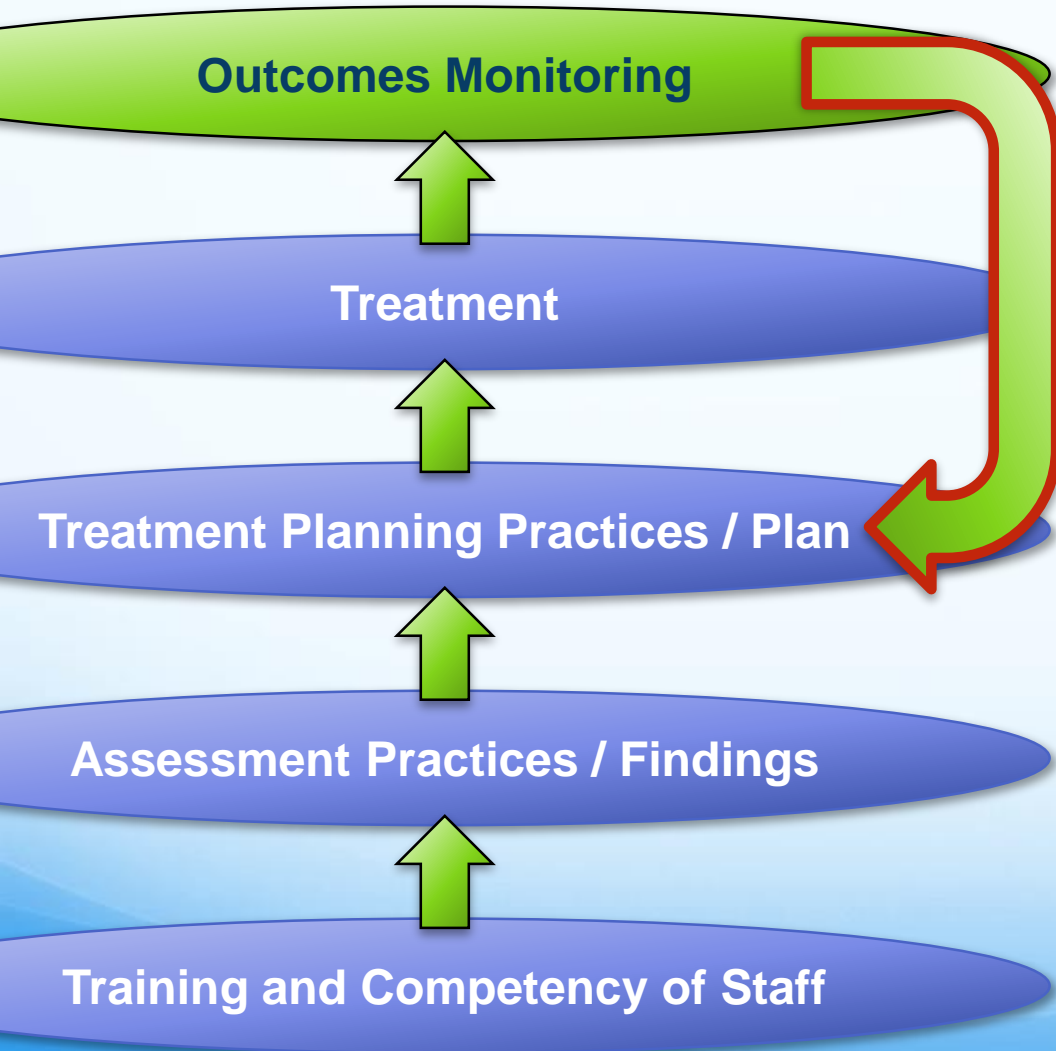 Outcomes Monitoring
Treatment
Treatment Planning Practices / Plan
Assessment Practices / Findings
Training and Competency of Staff